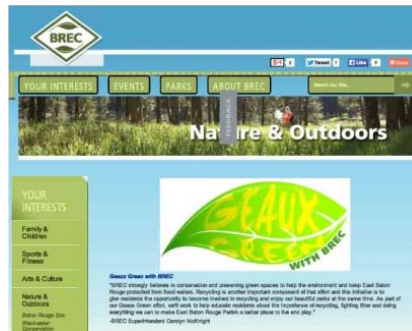 BREC
Tweet
Like
YOUR INTERESTS
EVENTS
PARKS
ABOUT BREC
Search Our Site...
FEEDBACK
Nature & Outdoors
YOUR
INTERESTS
Family &
Children
Sports &
Fitness
Arts & Culture
Nature &
Outdoors
Baton Rouge Zoo
Bluebonnet
Conservation
GEAUX
GREEN
WITH BREC
Geaux Green with BREC
"BREC strongly believes in conservation and preserving green spaces to help the environment and keep East Baton
Rouge protected from flood waters. Recycling is another important component of that effort and this initiative is to
give residents the opportunity to become involved in recycling and enjoy our beautiful parks at the same time. As part of
our Geaux Green effort, we'll work to help educate residents about the importance of recycling, fighting litter and doing
everything we can to make East Baton Rouge Parish a better place to live and play."
-BREC Superintendent Carolyn McKnight